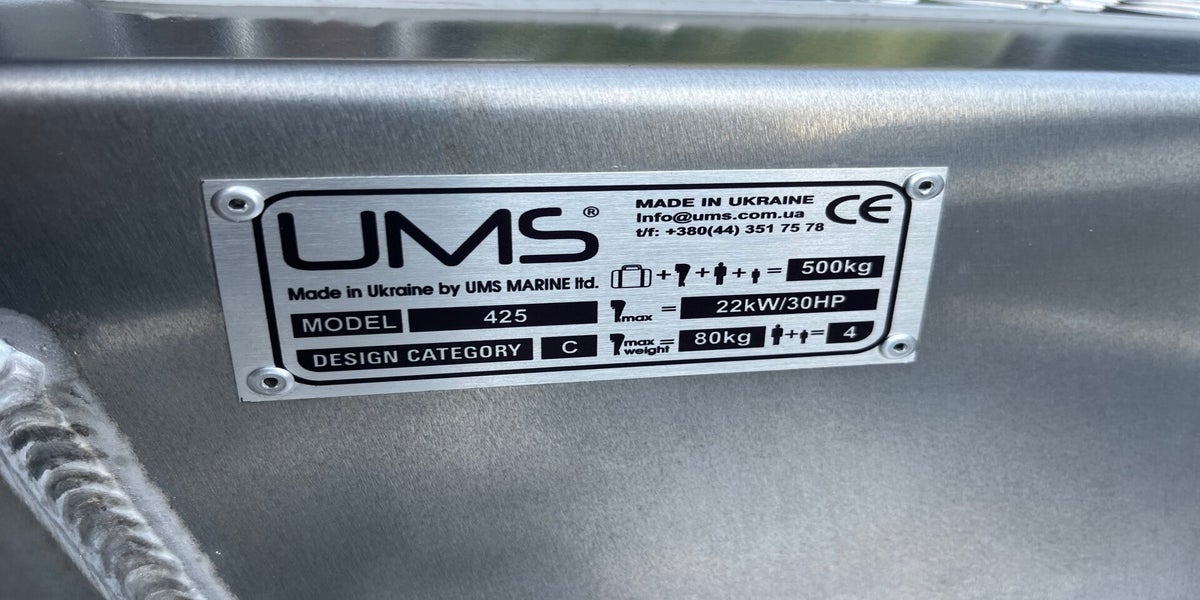 UMS®
MADE IN UKRAINE
Info@ums.com.ua
t/f: +380(44) 351 75 78
CE
Made in Ukraine by UMS MARINE ltd.
+ + + = 500kg
MODEL 425
max = 22kW/30HP
DESIGN CATEGORY C
max weight = 80kg
+ = 4